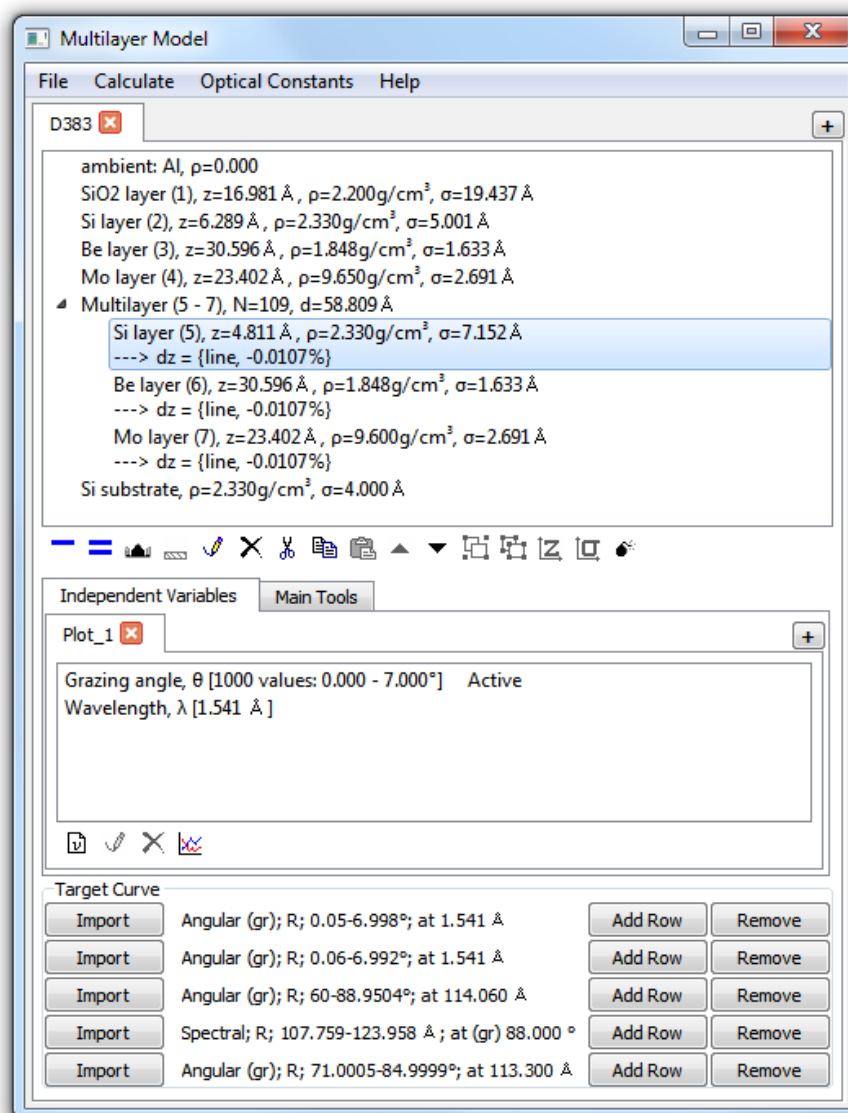 Multilayer Model
File Calculate Optical Constants Help
D383
+
ambient: Al, ρ=0.000
SiO2 layer (1), z=16.981 Å, ρ=2.200g/cm³, σ=19.437 Å
Si layer (2), z=6.289 Å, ρ=2.330g/cm³, σ=5.001 Å
Be layer (3), z=30.596 Å, ρ=1.848g/cm³, σ=1.633 Å
Mo layer (4), z=23.402 Å, ρ=9.650g/cm³, σ=2.691 Å
Multilayer (5 - 7), N=109, d=58.809 Å
Si layer (5), z=4.811 Å, ρ=2.330g/cm³, σ=7.152 Å
---> dz = {line, -0.0107%}
Be layer (6), z=30.596 Å, ρ=1.848g/cm³, σ=1.633 Å
---> dz = {line, -0.0107%}
Mo layer (7), z=23.402 Å, ρ=9.600g/cm³, σ=2.691 Å
---> dz = {line, -0.0107%}
Si substrate, ρ=2.330g/cm³, σ=4.000 Å
Z σ
Independent Variables Main Tools
Plot_1
+
Grazing angle, θ [1000 values: 0.000 - 7.000°] Active
Wavelength, λ [1.541 Å ]
ν
Target Curve
Import Angular (gr); R; 0.05-6.998°; at 1.541 Å Add Row Remove
Import Angular (gr); R; 0.06-6.992°; at 1.541 Å Add Row Remove
Import Angular (gr); R; 60-88.9504°; at 114.060 Å Add Row Remove
Import Spectral; R; 107.759-123.958 Å ; at (gr) 88.000 ° Add Row Remove
Import Angular (gr); R; 71.0005-84.9999°; at 113.300 Å Add Row Remove